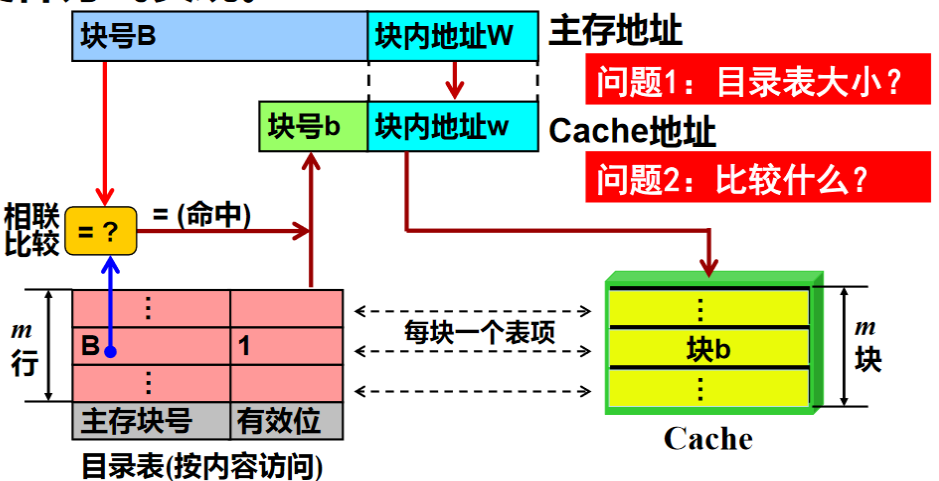 块号B
块内地址W
主存地址
问题1：目录表大小？
块号b
块内地址w
Cache地址
问题2：比较什么？
相联
比较
= ?
= (命中)
m
行
⋮
B
1
⋮
主存块号
有效位
目录表(按内容访问)
每块一个表项
⋮
块b
⋮
m
块
Cache